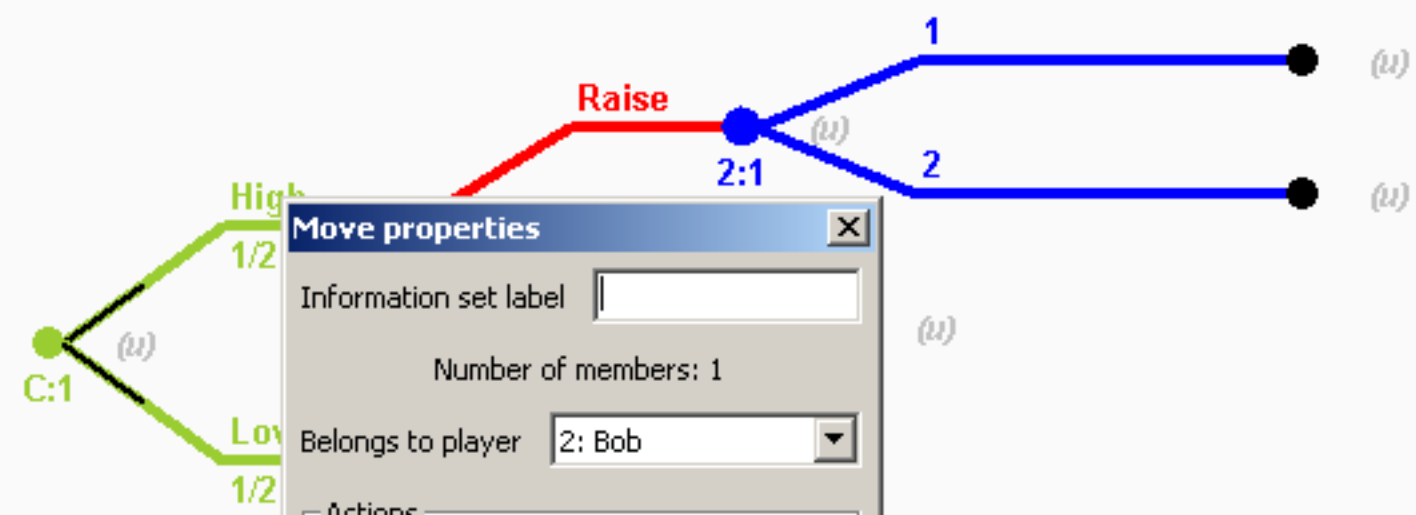 1
(u)
Raise
(u)
2:1
2
(u)
High
1/2
Move properties
Information set label
(u)
C:1
(u)
Number of members: 1
Belongs to player 2: Bob
1/2
Actions